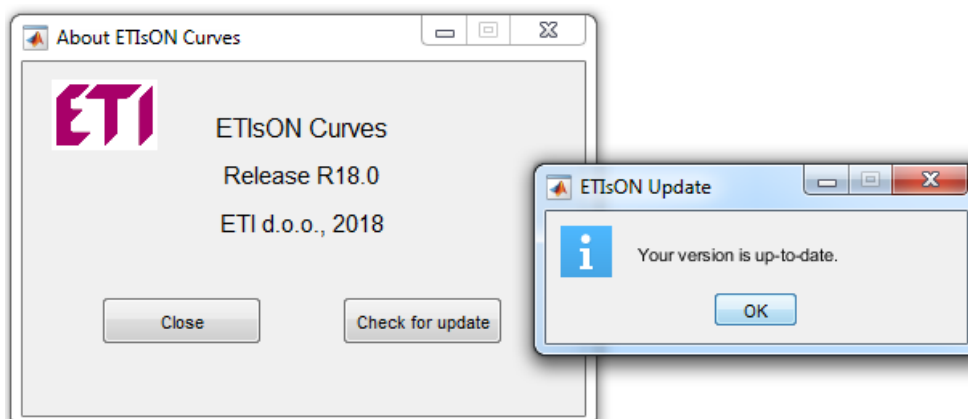 About ETIsON Curves
ETI
ETIsON Curves
Release R18.0
ETI d.o.o., 2018
Close
Check for update
ETIsON Update
Your version is up-to-date.
OK